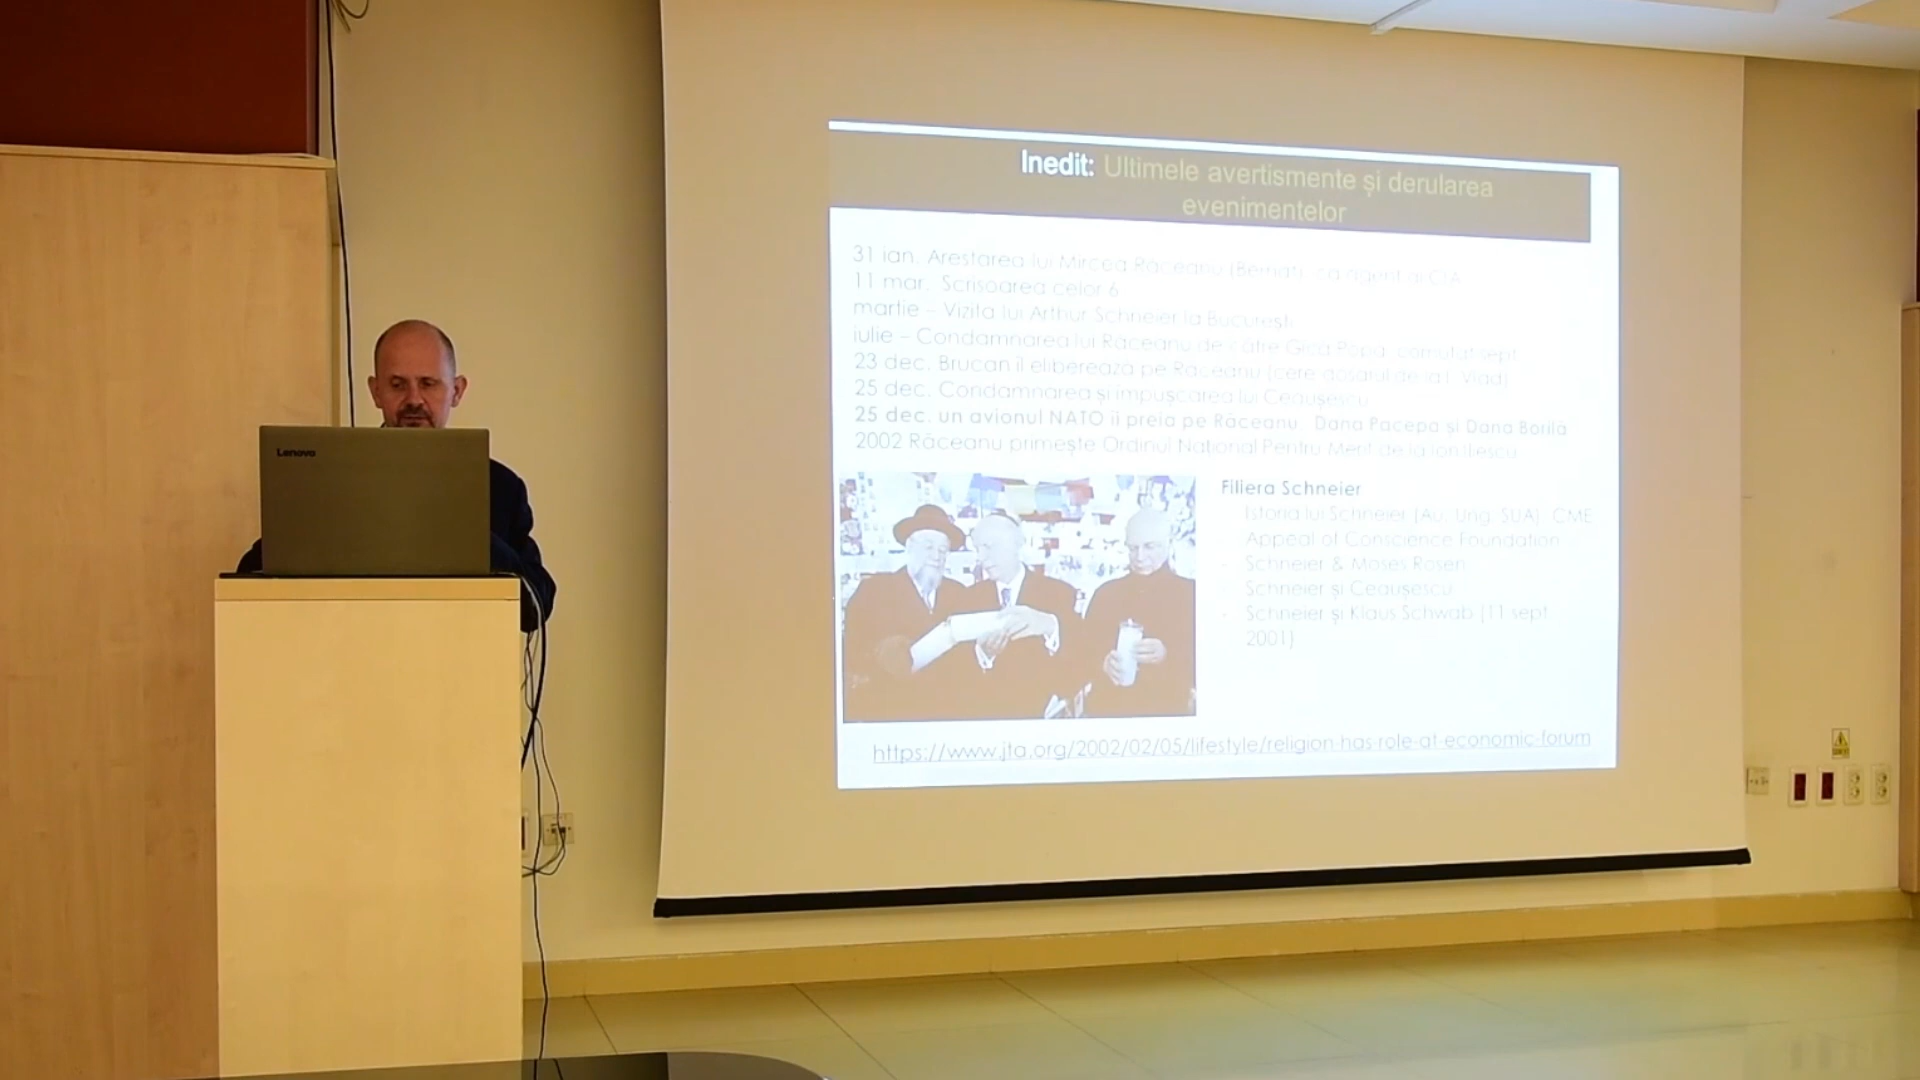 Lenovo
Inedit: Ultimele avertismente și derularea
evenimentelor
31 ian. Arestarea lui Mircea Răceanu (Bernat), ca agent al CIA
11 mar. Scrisoarea celor 6
martie – Vizita lui Arthur Schneier la București
iulie – Condamnarea lui Răceanu de către Gică Popa, comutat sept
23 dec. Brucan îl eliberează pe Răceanu (cere dosarul de la I. Vlad)
25 dec. Condamnarea și împușcarea lui Ceaușescu
25 dec. un avionul NATO îl preia pe Răceanu, Dana Pacepa și Dana Borilă
2002 Răceanu primește Ordinul Național Pentru Merit de la Ion Iliescu
Filiera Schneier
Istoria lui Schneier (Au, Ung, SUA), CME
- Appeal of Conscience Foundation
- Schneier & Moses Rosen
- Schneier și Ceaușescu
- Schneier și Klaus Schwab (11 sept
2001)
https://www.jta.org/2002/02/05/lifestyle/religion-has-role-at-economic-forum